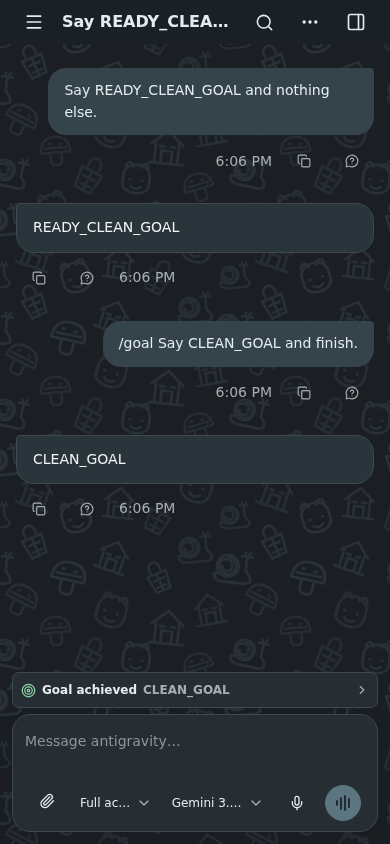 Say READY_CLEA...
Say READY_CLEAN_GOAL and nothing
else.
6:06 PM
READY_CLEAN_GOAL
6:06 PM
/goal Say CLEAN_GOAL and finish.
6:06 PM
CLEAN_GOAL
6:06 PM
Goal achieved CLEAN_GOAL
Message antigravity...
Full ac... Gemini 3....